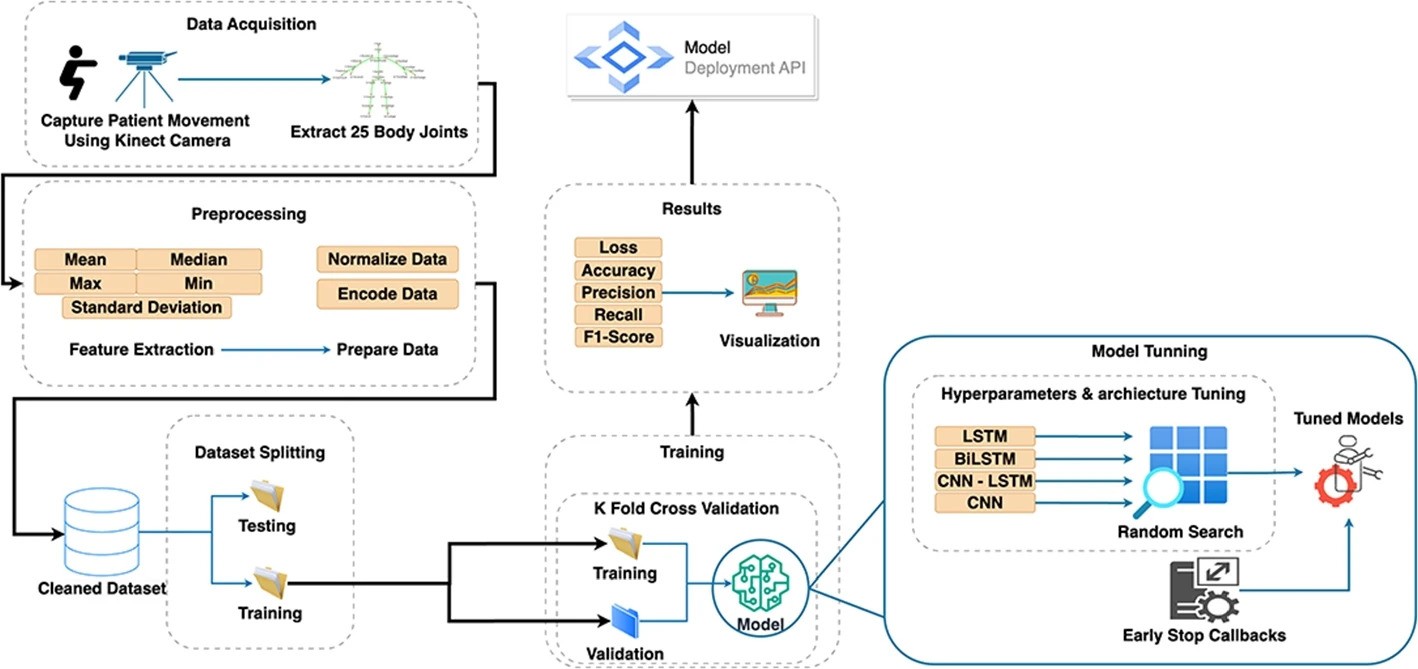 Data Acquisition
Capture Patient Movement
Using Kinect Camera
Extract 25 Body Joints
Preprocessing
Mean
Median
Max
Min
Standard Deviation
Normalize Data
Encode Data
Feature Extraction
Prepare Data
Cleaned Dataset
Dataset Splitting
Testing
Training
Training
K Fold Cross Validation
Training
Validation
Model
Model Tunning
Hyperparameters & archiecture Tuning
LSTM
BiLSTM
CNN - LSTM
CNN
Random Search
Tuned Models
Early Stop Callbacks
Results
Loss
Accuracy
Precision
Recall
F1-Score
Visualization
Model
Deployment API